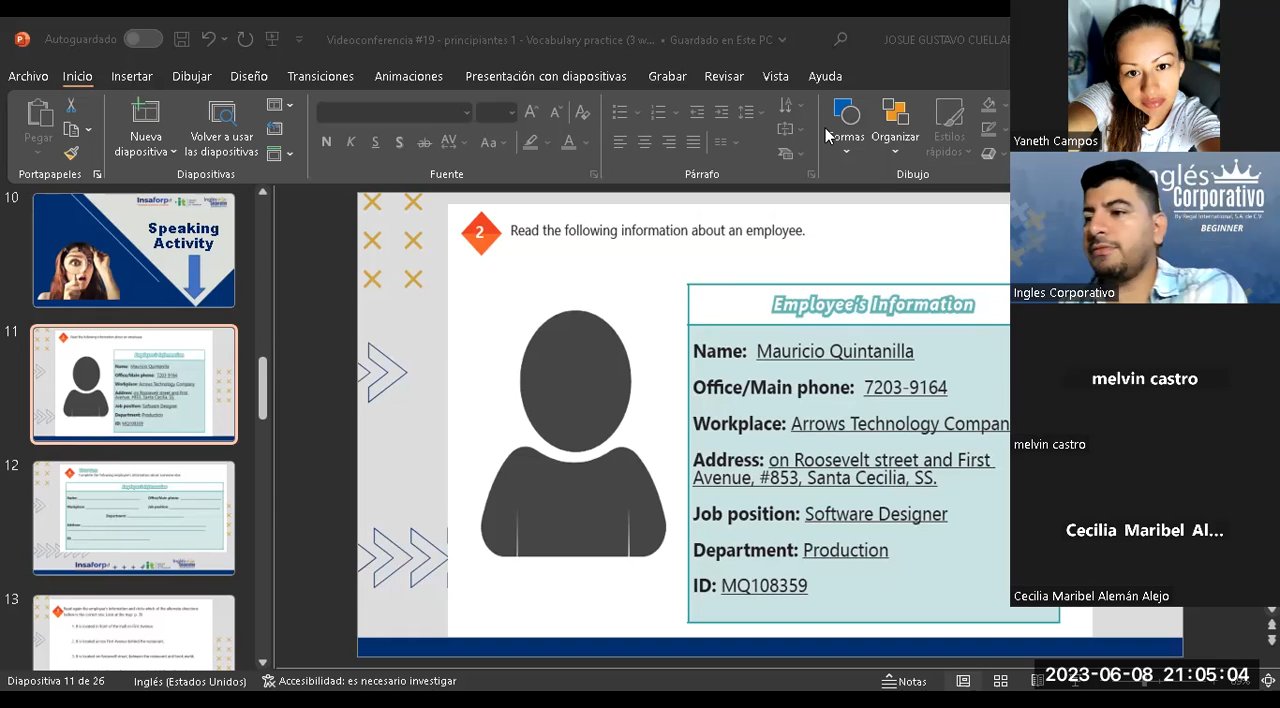 Autoguardado
Videoconferencia #19 - principiantes 1 - Vocabulary practice (3 w... • Guardado en Este PC
JOSUE GUSTAVO CUELLAR
Archivo Inicio Insertar Dibujar Diseño Transiciones Animaciones Presentación con diapositivas Grabar Revisar Vista Ayuda
Pegar
Nueva diapositiva
Volver a usar las diapositivas
Formas
Organizar
Estilos rápidos
Portapapeles Diapositivas Fuente Párrafo Dibujo
Yaneth Campos
Inglés
Corporativo
By Regal International, S.A. de C.V.
BEGINNER
Ingles Corporativo
melvin castro
melvin castro
Cecilia Maribel Al...
Cecilia Maribel Alemán Alejo
10
Insaforp
Speaking
Activity
11
12
13
2
Read the following information about an employee.
Employee's Information
Name: Mauricio Quintanilla
Office/Main phone: 7203-9164
Workplace: Arrows Technology Compan
Address: on Roosevelt street and First
Avenue, #853, Santa Cecilia, SS.
Job position: Software Designer
Department: Production
ID: MQ108359
Diapositiva 11 de 26
Inglés (Estados Unidos)
Accesibilidad: es necesario investigar
Notas
2023-06-08 21:05:04